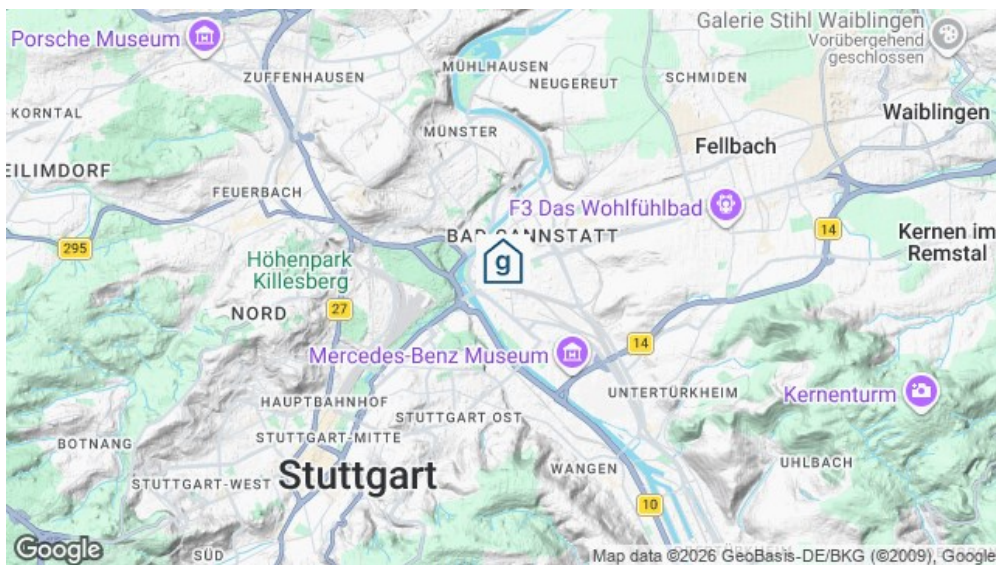 Galerie Stihl Waiblingen
Vorübergehend
geschlossen
Porsche Museum
MÜHLHAUSEN
ZUFFENHAUSEN
NEUGEREUT
SCHMIDEN
KORNTAL
Waiblingen
MÜNSTER
Fellbach
EILIMDORF
FEUERBACH
F3 Das Wohlfühlbad
14
BAD CANNSTATT
295
Kernen im
Remstal
Höhenpark
Killesberg
g
NORD
27
14
Mercedes-Benz Museum
UNTERTÜRKHEIM
Kernenturm
HAUPTBAHNHOF
STUTTGART OST
BOTNANG
STUTTGART-MITTE
UHLBACH
WANGEN
STUTTGART-WEST
Stuttgart
10
Google
SÜD
Map data ©2026 GeoBasis-DE/BKG (©2009), Google